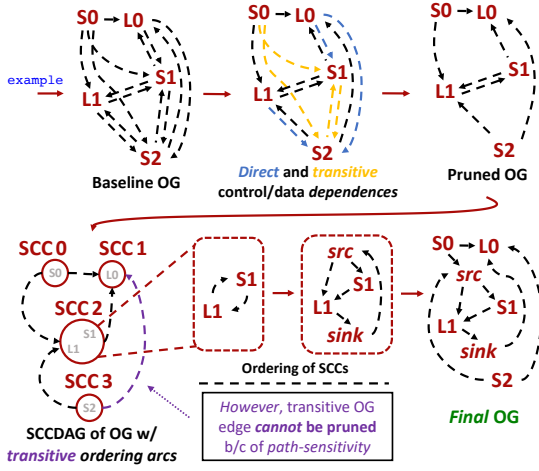 S0
L0
S1
L1
S2
example
Baseline OG
S0
L0
S1
L1
S2
Direct and transitive
control/data dependences
S0
L0
S1
L1
S2
Pruned OG
SCC 0
SCC 1
S0
L0
SCC 2
S1
L1
SCC 3
S2
SCCDAG of OG w/
transitive ordering arcs
S1
L1
src
S1
L1
sink
Ordering of SCCs
However, transitive OG
edge cannot be pruned
b/c of path-sensitivity
S0
L0
src
S1
L1
sink
S2
Final OG